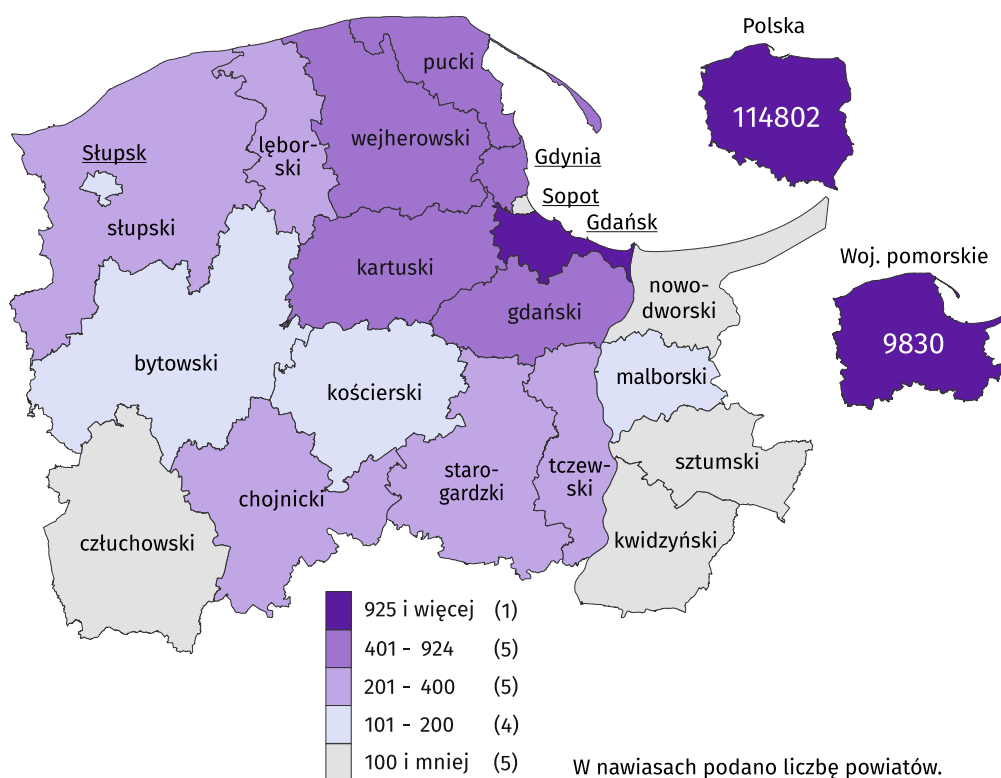 Polska
114802
pucki
wejherowski
lębor-
ski
Słupsk
Gdynia
Sopot
Gdańsk
słupski
kartuski
Woj. pomorskie
9830
nowo-
dworski
gdański
bytowski
kościerski
malborski
staro-
gardzki
tczew-
ski
sztumski
chojnicki
człuchowski
kwidzyński
925 i więcej (1)
401 - 924 (5)
201 - 400 (5)
101 - 200 (4)
100 i mniej (5)
W nawiasach podano liczbę powiatów.